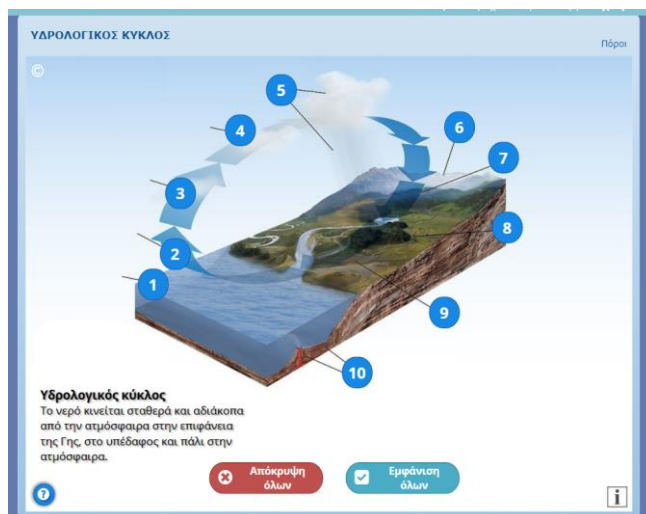 ΥΔΡΟΛΟΓΙΚΟΣ ΚΥΚΛΟΣ
Πόροι
©
5
4
6
7
3
8
2
1
9
10
Υδρολογικός κύκλος
Το νερό κινείται σταθερά και αδιάκοπα
από την ατμόσφαιρα στην επιφάνεια
της Γης, στο υπέδαφος και πάλι στην
ατμόσφαιρα.
Απόκρυψη
όλων
Εμφάνιση
όλων
?
i